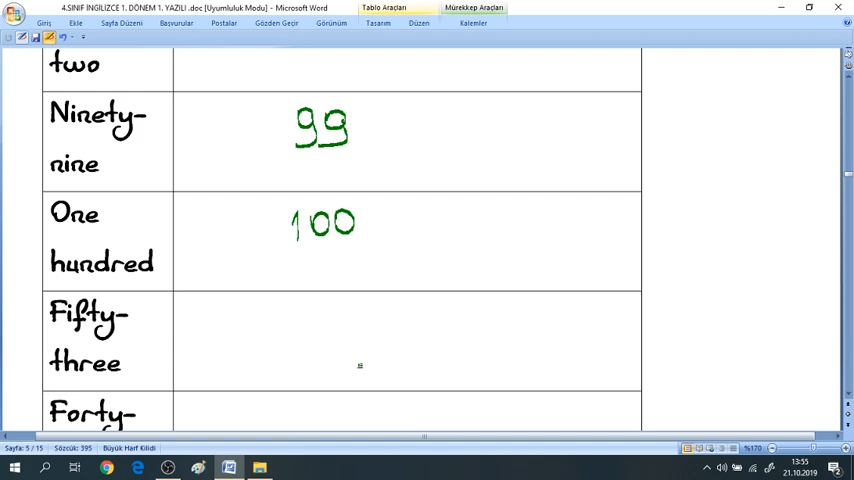 4.SINIF İNGİLİZCE 1. DÖNEM 1. YAZILI .doc [Uyumluluk Modu] - Microsoft Word
Tablo Araçları
Mürekkep Araçları
Giriş Ekle Sayfa Düzeni Başvurular Postalar Gözden Geçir Görünüm Tasarım Düzen Kalemler
two
Ninety-
nine
99
One
hundred
100
Fifty-
three
Forty-
Sayfa: 5 / 15 Sözcük: 395 Büyük Harf Kilidi %170
13:55
21.10.2019
2